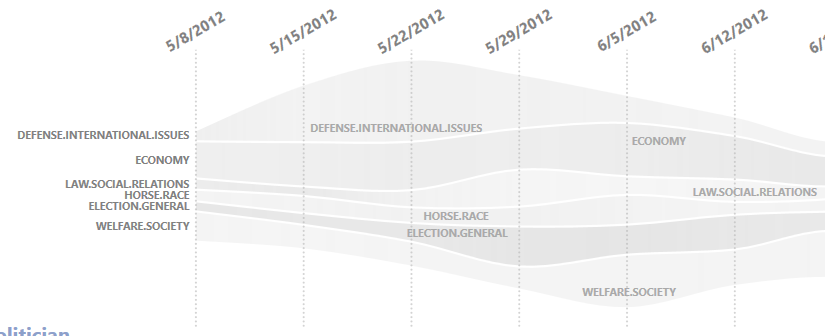 5/8/2012 5/15/2012 5/22/2012 5/29/2012 6/5/2012 6/12/2012
DEFENSE.INTERNATIONAL.ISSUES
DEFENSE.INTERNATIONAL.ISSUES
ECONOMY
ECONOMY
LAW.SOCIAL.RELATIONS
LAW.SOCIAL.RELATIONS
HORSE.RACE
ELECTION.GENERAL
HORSE.RACE
WELFARE.SOCIETY
ELECTION.GENERAL
WELFARE.SOCIETY